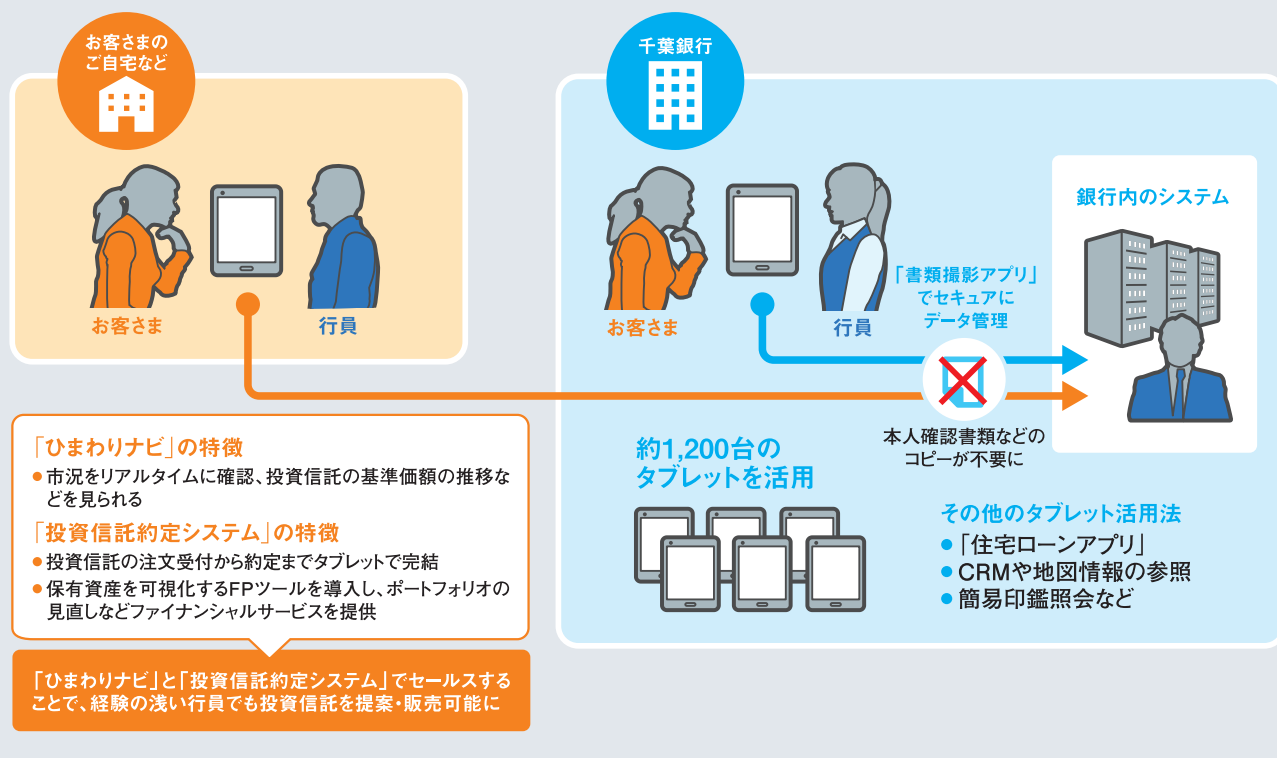 お客さまの
ご自宅など
お客さま
行員
「ひまわりナビ」の特徴
●市況をリアルタイムに確認、投資信託の基準価額の推移な
どを見られる
「投資信託約定システム」の特徴
●投資信託の注文受付から約定までタブレットで完結
●保有資産を可視化するFPツールを導入し、ポートフォリオの
見直しなどファイナンシャルサービスを提供
「ひまわりナビ」と「投資信託約定システム」でセールスする
ことで、経験の浅い行員でも投資信託を提案・販売可能に
千葉銀行
お客さま
行員
「書類撮影アプリ」
でセキュアに
データ管理
銀行内のシステム
本人確認書類などの
コピーが不要に
約1,200台の
タブレットを活用
その他のタブレット活用法
●「住宅ローンアプリ」
●CRMや地図情報の参照
●簡易印鑑照会など